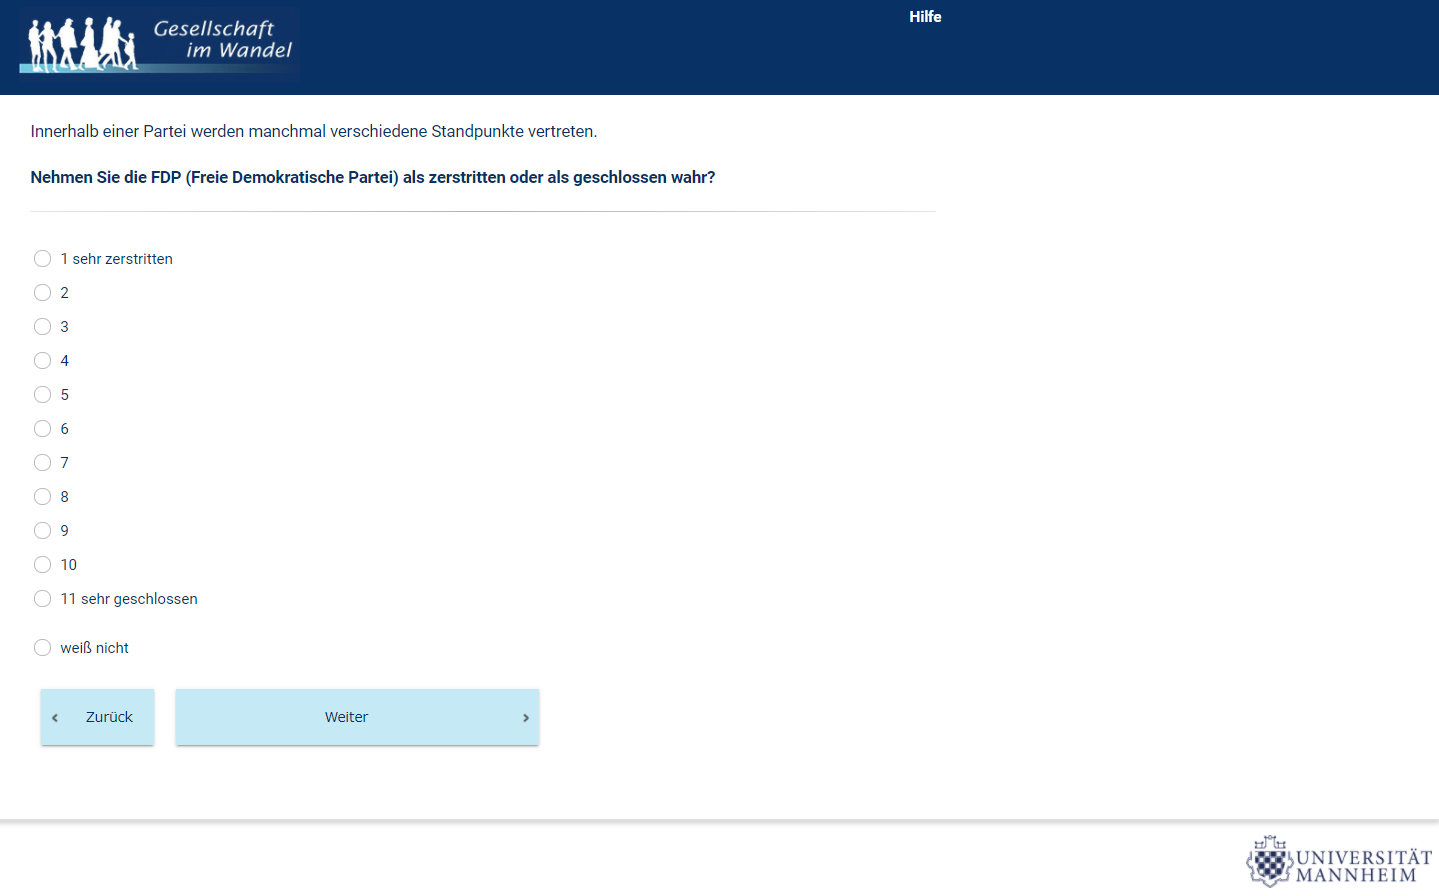 Gesellschaft
im Wandel
Hilfe
Innerhalb einer Partei werden manchmal verschiedene Standpunkte vertreten.
Nehmen Sie die FDP (Freie Demokratische Partei) als zerstritten oder als geschlossen wahr?
1 sehr zerstritten
2
3
4
5
6
7
8
9
10
11 sehr geschlossen
weiß nicht
‹ Zurück
Weiter ›
UNIVERSITÄT
MANNHEIM